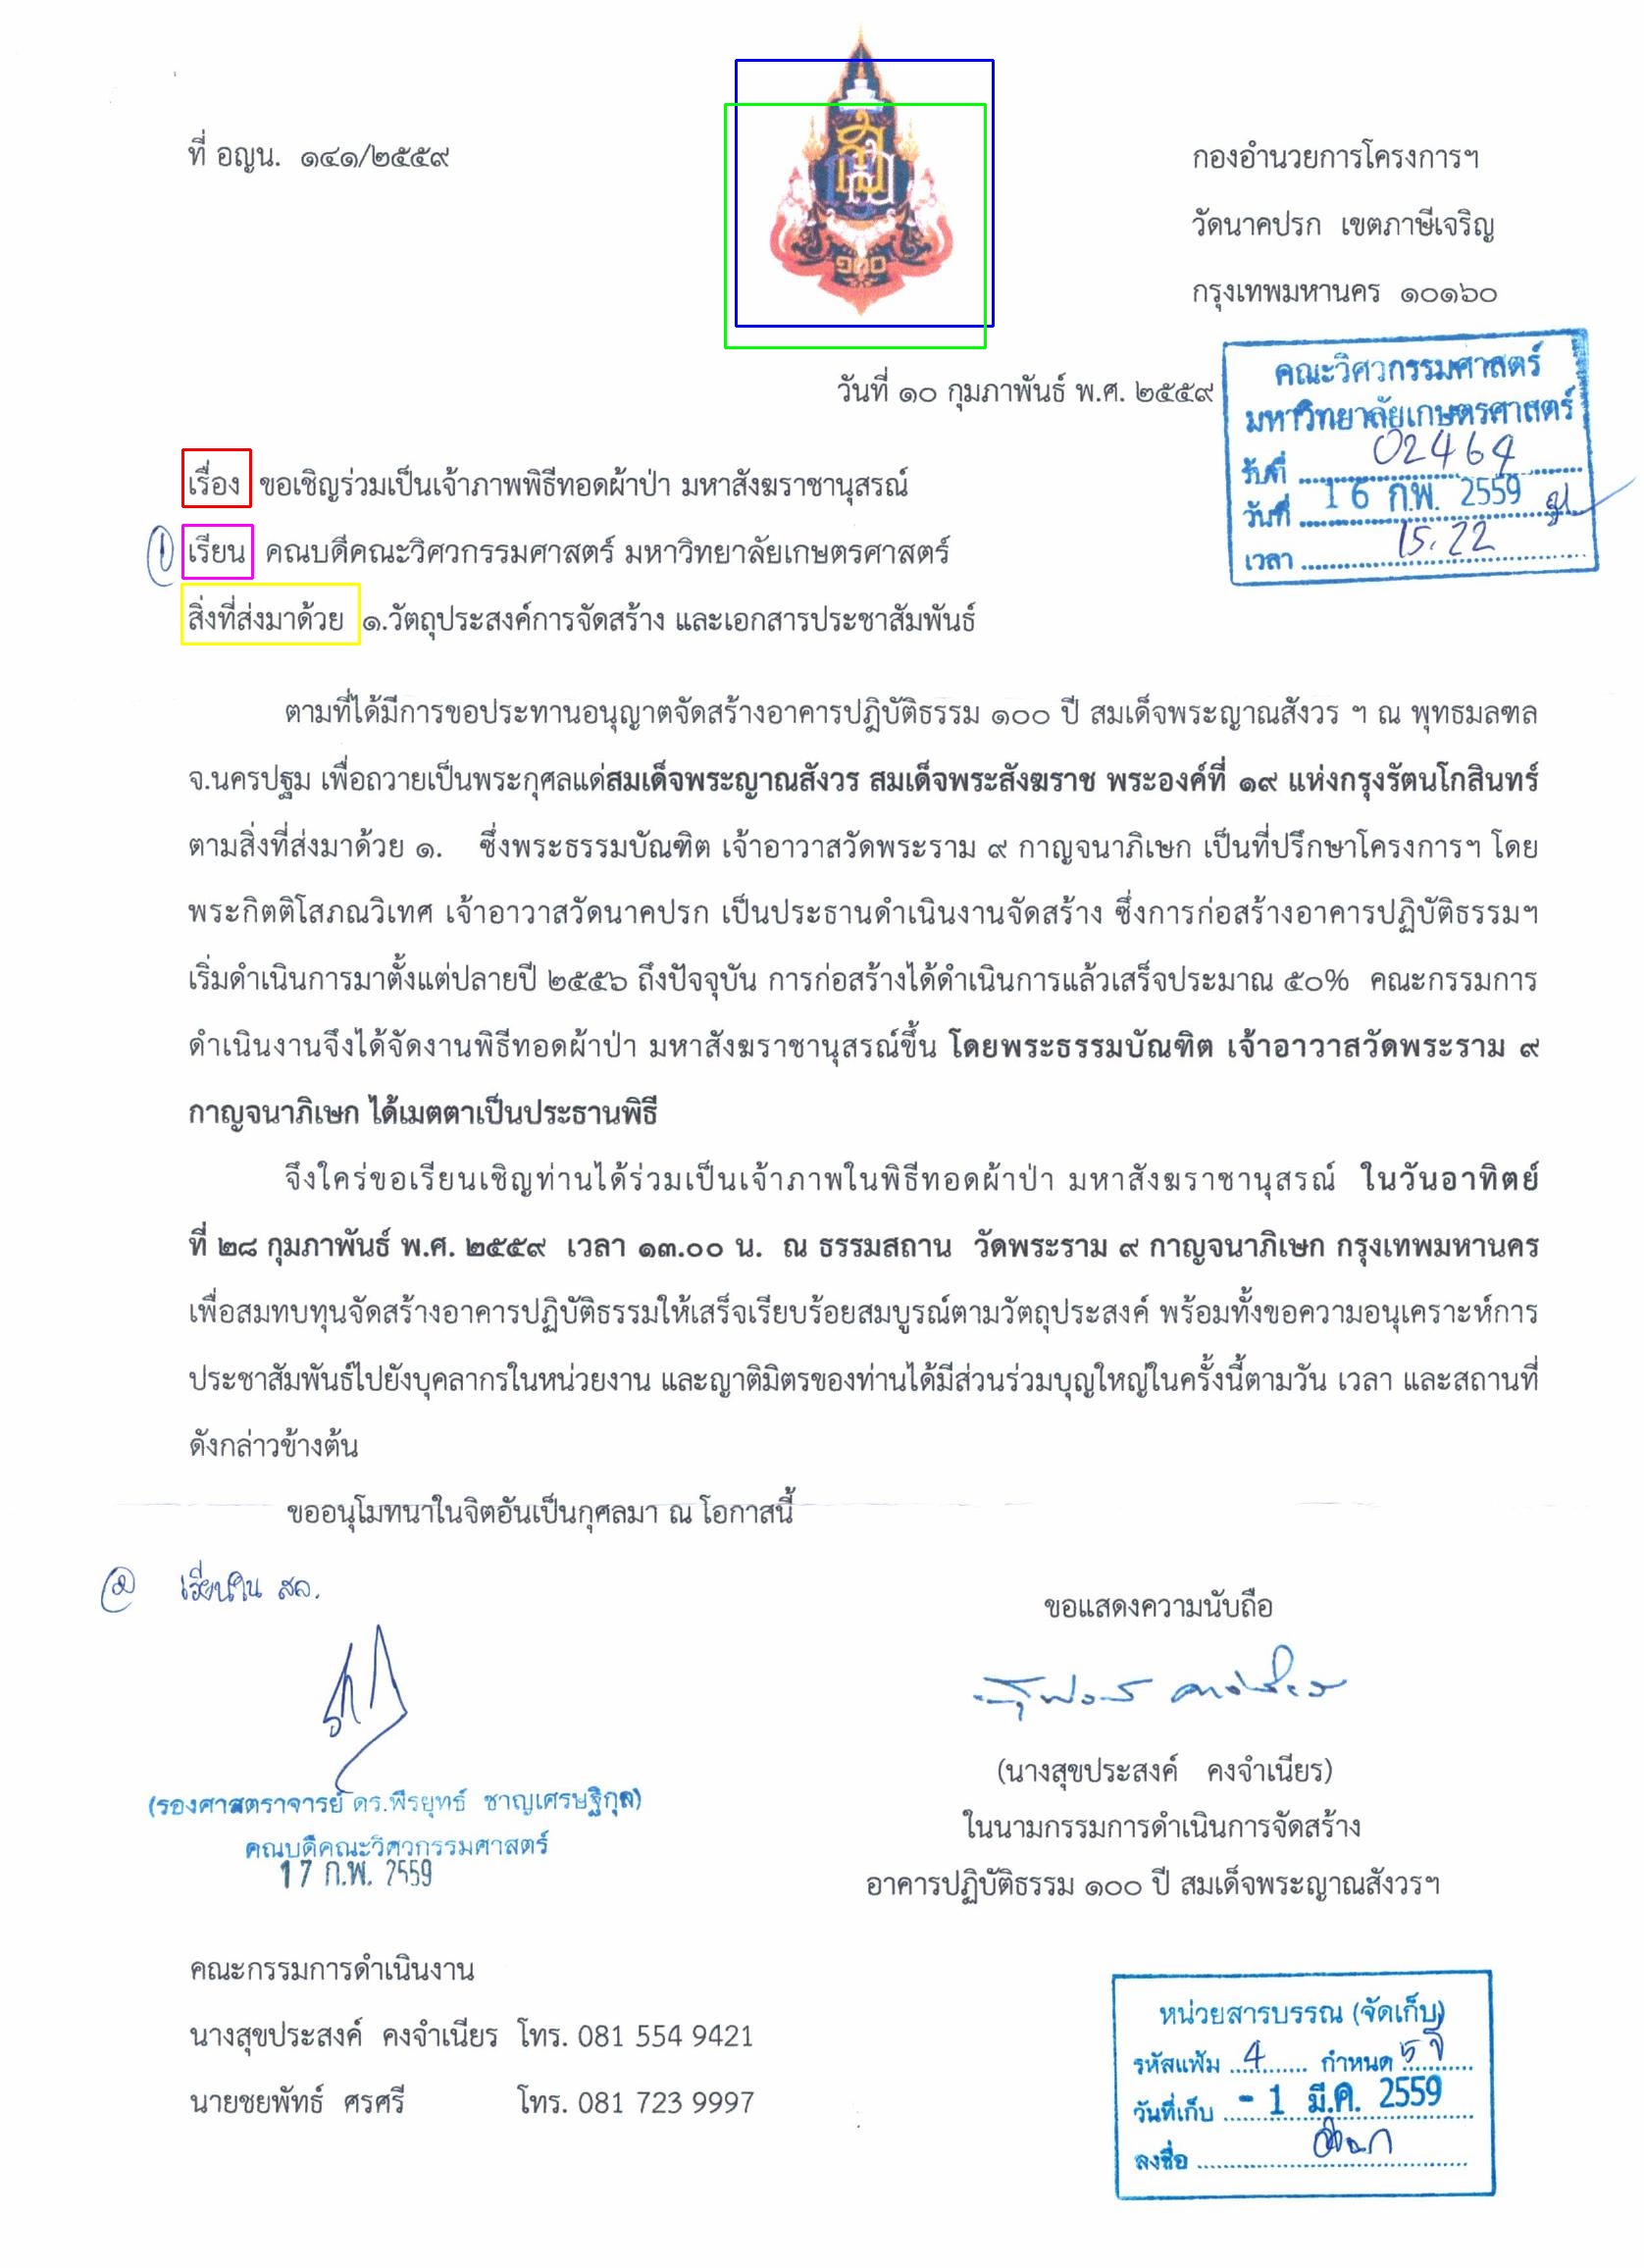 ที่ อญน. ๑๔๑/๒๕๕๙
๑๐๐
กองอำนวยการโครงการฯ
วัดนาคปรก เขตภาษีเจริญ
กรุงเทพมหานคร ๑๐๑๖๐
วันที่ ๑๐ กุมภาพันธ์ พ.ศ. ๒๕๕๙
คณะวิศวกรรมศาสตร์
มหาวิทยาลัยเกษตรศาสตร์
รับที่ 02464
วันที่ 16 ก.พ. 2559
เวลา 15.22
เรื่อง ขอเชิญร่วมเป็นเจ้าภาพพิธีทอดผ้าป่า มหาสังฆราชานุสรณ์
① เรียน คณบดีคณะวิศวกรรมศาสตร์ มหาวิทยาลัยเกษตรศาสตร์
สิ่งที่ส่งมาด้วย ๑.วัตถุประสงค์การจัดสร้าง และเอกสารประชาสัมพันธ์
ตามที่ได้มีการขอประทานอนุญาตจัดสร้างอาคารปฏิบัติธรรม ๑๐๐ ปี สมเด็จพระญาณสังวร ฯ ณ พุทธมลฑล
จ.นครปฐม เพื่อถวายเป็นพระกุศลแด่สมเด็จพระญาณสังวร สมเด็จพระสังฆราช พระองค์ที่ ๑๙ แห่งกรุงรัตนโกสินทร์
ตามสิ่งที่ส่งมาด้วย ๑. ซึ่งพระธรรมบัณฑิต เจ้าอาวาสวัดพระราม ๙ กาญจนาภิเษก เป็นที่ปรึกษาโครงการฯ โดย
พระกิตติโสภณวิเทศ เจ้าอาวาสวัดนาคปรก เป็นประธานดำเนินงานจัดสร้าง ซึ่งการก่อสร้างอาคารปฏิบัติธรรมฯ
เริ่มดำเนินการมาตั้งแต่ปลายปี ๒๕๕๖ ถึงปัจจุบัน การก่อสร้างได้ดำเนินการแล้วเสร็จประมาณ ๕๐% คณะกรรมการ
ดำเนินงานจึงได้จัดงานพิธีทอดผ้าป่า มหาสังฆราชานุสรณ์ขึ้น โดยพระธรรมบัณฑิต เจ้าอาวาสวัดพระราม ๙
กาญจนาภิเษก ได้เมตตาเป็นประธานพิธี
จึงใคร่ขอเรียนเชิญท่านได้ร่วมเป็นเจ้าภาพในพิธีทอดผ้าป่า มหาสังฆราชานุสรณ์ ในวันอาทิตย์
ที่ ๒๘ กุมภาพันธ์ พ.ศ. ๒๕๕๙ เวลา ๑๓.๐๐ น. ณ ธรรมสถาน วัดพระราม ๙ กาญจนาภิเษก กรุงเทพมหานคร
เพื่อสมทบทุนจัดสร้างอาคารปฏิบัติธรรมให้เสร็จเรียบร้อยสมบูรณ์ตามวัตถุประสงค์ พร้อมทั้งขอความอนุเคราะห์การ
ประชาสัมพันธ์ไปยังบุคลากรในหน่วยงาน และญาติมิตรของท่านได้มีส่วนร่วมบุญใหญ่ในครั้งนี้ตามวัน เวลา และสถานที่
ดังกล่าวข้างต้น
ขออนุโมทนาในจิตอันเป็นกุศลมา ณ โอกาสนี้
ขอแสดงความนับถือ
(นางสุขประสงค์ คงจำเนียร)
ในนามกรรมการดำเนินการจัดสร้าง
อาคารปฏิบัติธรรม ๑๐๐ ปี สมเด็จพระญาณสังวรฯ
(รองศาสตราจารย์ ดร.พีรยุทธ์ ชาญเศรษฐิกุล)
คณบดีคณะวิศวกรรมศาสตร์
17 ก.พ. 2559
คณะกรรมการดำเนินงาน
นางสุขประสงค์ คงจำเนียร โทร. 081 554 9421
นายชยพัทธ์ ศรศรี โทร. 081 723 9997
หน่วยสารบรรณ (จัดเก็บ)
รหัสแฟ้ม 4 กำหนด ๖ ปี
วันที่เก็บ - 1 มี.ค. 2559
ลงชื่อ